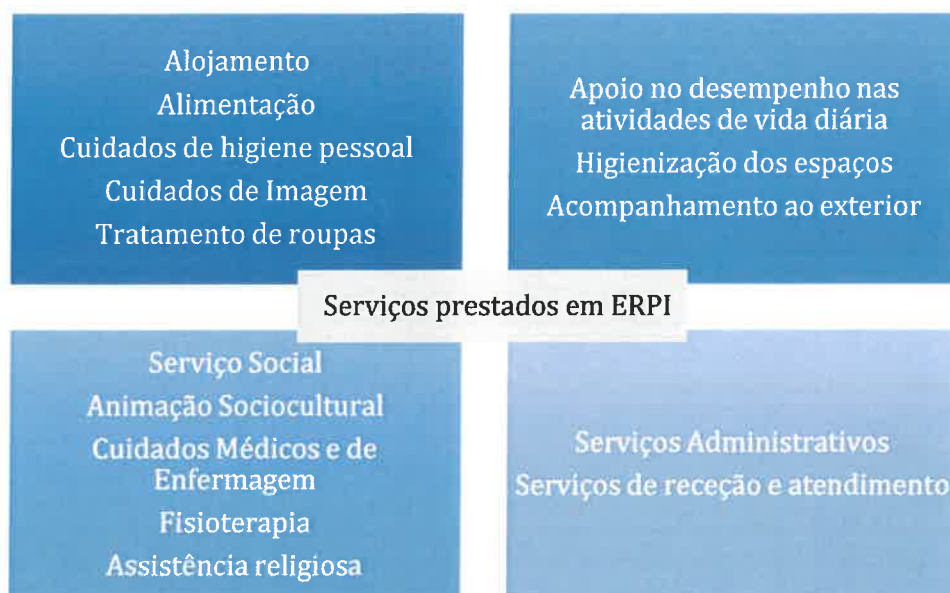 Alojamento
Alimentação
Cuidados de higiene pessoal
Cuidados de Imagem
Tratamento de roupas
Apoio no desempenho nas
atividades de vida diária
Higienização dos espaços
Acompanhamento ao exterior
Serviços prestados em ERPI
Serviço Social
Animação Sociocultural
Cuidados Médicos e de
Enfermagem
Fisioterapia
Assistência religiosa
Serviços Administrativos
Serviços de receção e atendimento